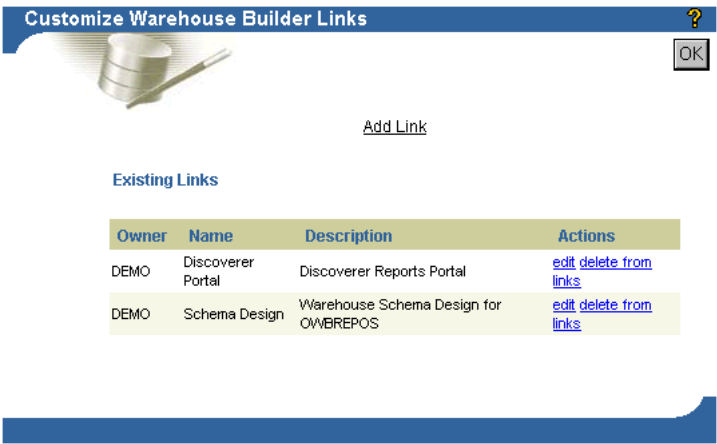 Customize Warehouse Builder Links ?
OK
Add Link
Existing Links
Owner Name Description Actions
DEMO Discoverer Portal Discoverer Reports Portal edit delete from links
DEMO Schema Design Warehouse Schema Design for OWBREPOS edit delete from links